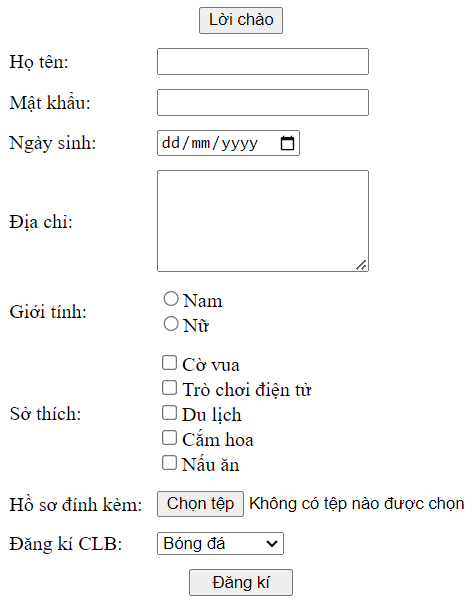 Lời chào
Họ tên:
Mật khẩu:
Ngày sinh: dd/mm/yyyy
Địa chỉ:
Giới tính:
Nam
Nữ
Sở thích:
Cờ vua
Trò chơi điện tử
Du lịch
Cắm hoa
Nấu ăn
Hồ sơ đính kèm: Chọn tệp Không có tệp nào được chọn
Đăng kí CLB: Bóng đá
Đăng kí